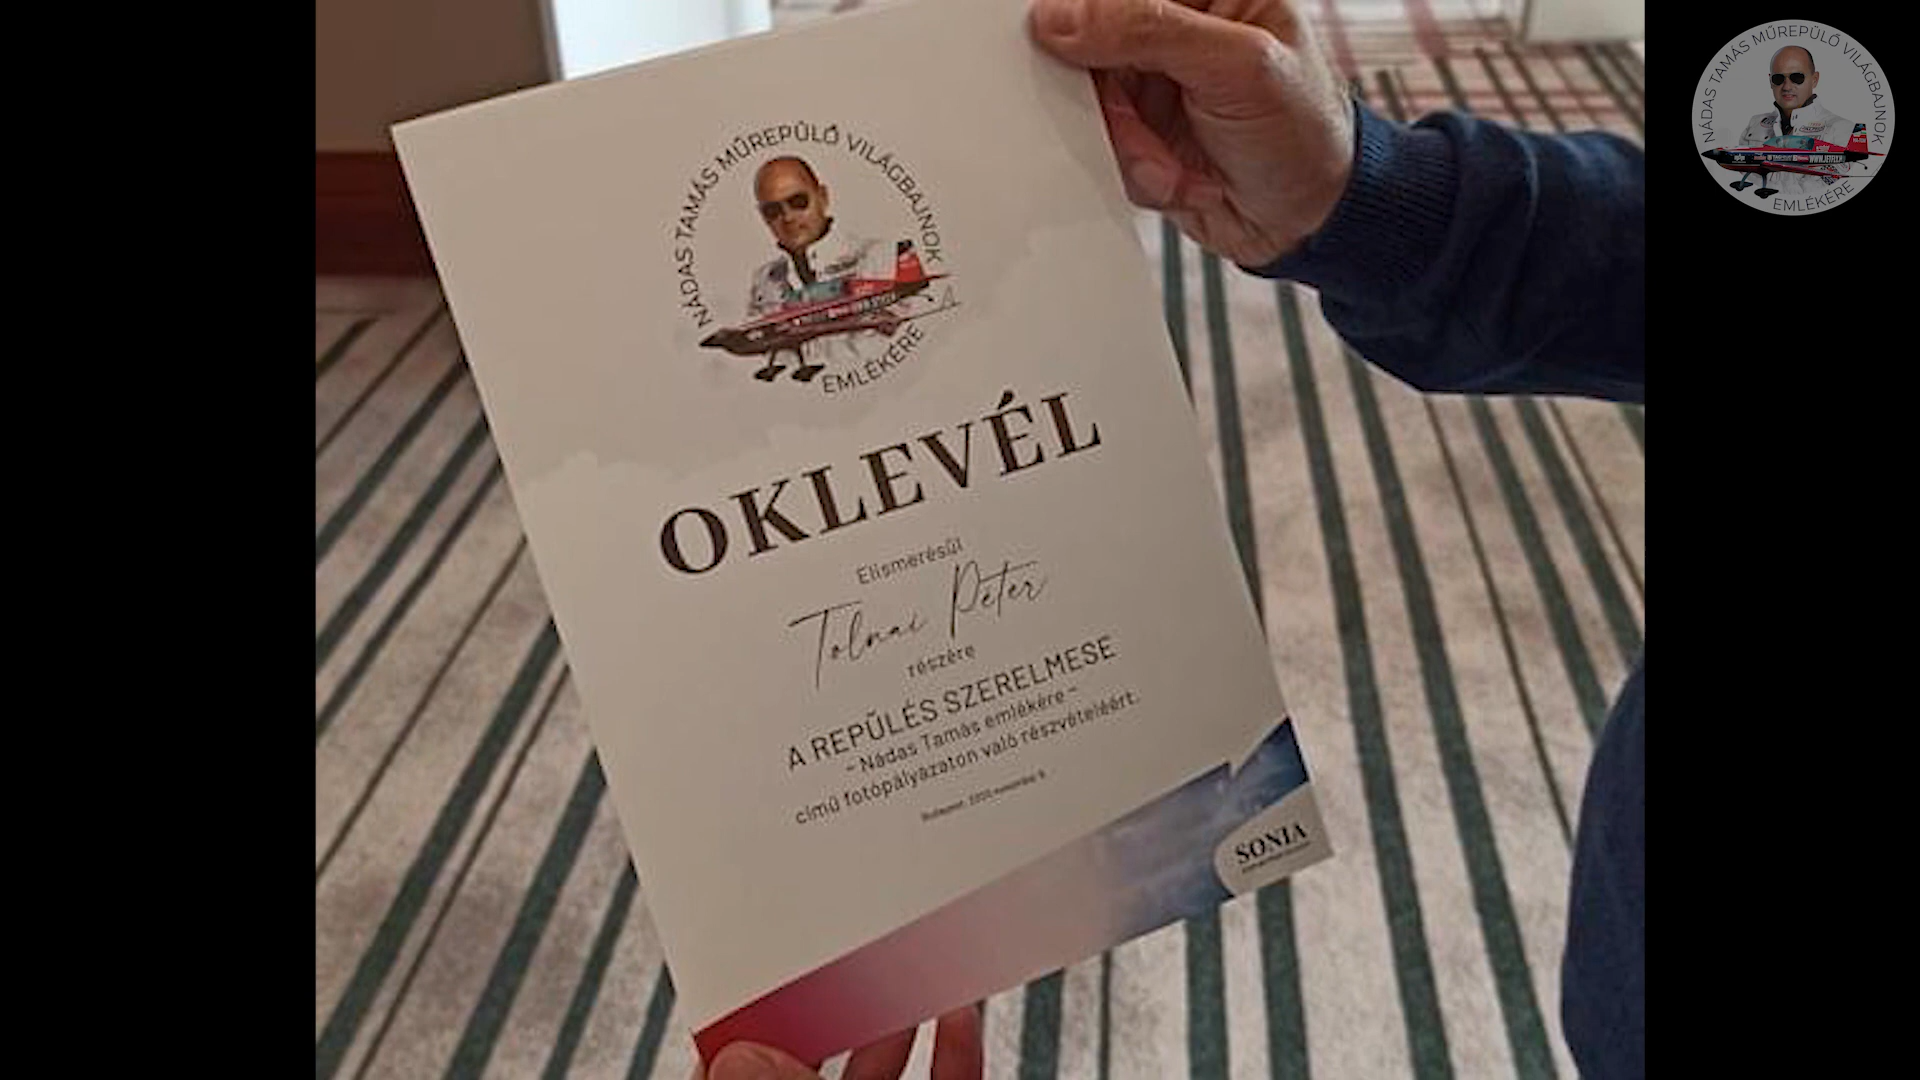 NÁDAS TAMÁS MŰREPÜLŐ VILÁGBAJNOK
EMLÉKÉRE
OKLEVÉL
Elismerésül
Tolnai Péter
részére
A REPÜLÉS SZERELMESE
- Nádas Tamás emlékére -
című fotópályázaton való részvételéért.
Budapest,
SONIA
NÁDAS TAMÁS MŰREPÜLŐ VILÁGBAJNOK
EMLÉKÉRE